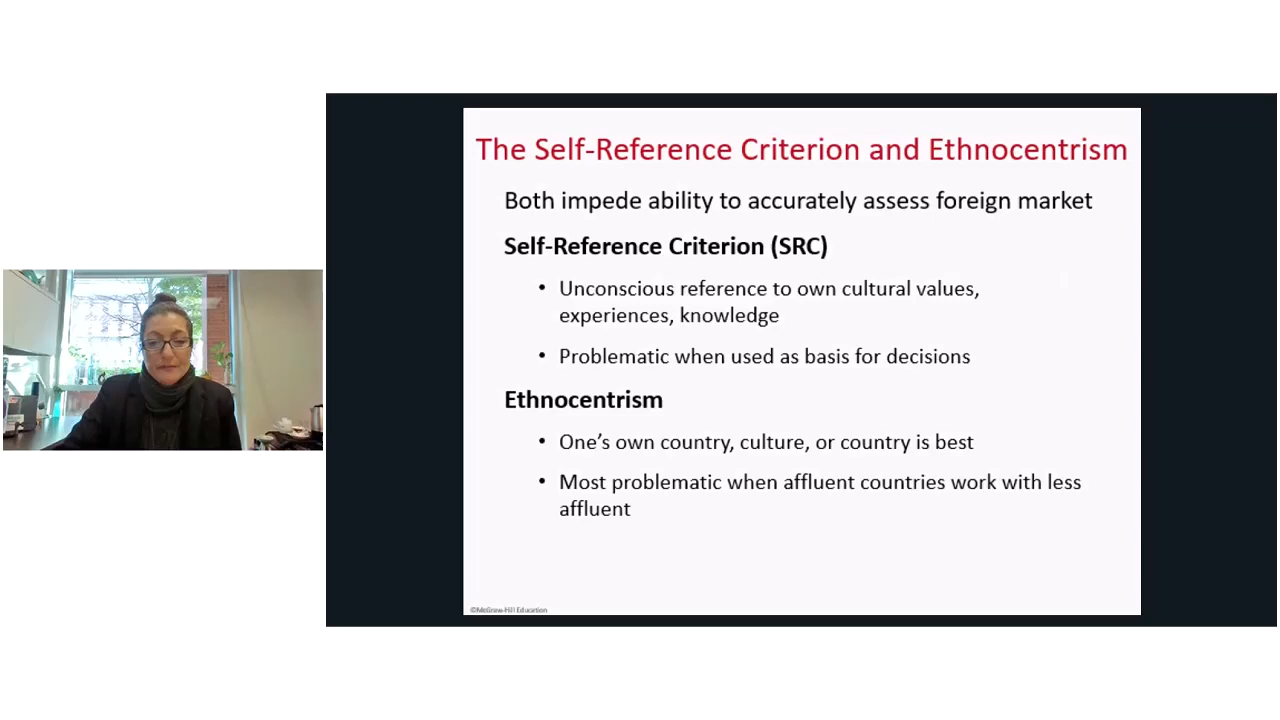 The Self-Reference Criterion and Ethnocentrism
Both impede ability to accurately assess foreign market
Self-Reference Criterion (SRC)
• Unconscious reference to own cultural values,
experiences, knowledge
• Problematic when used as basis for decisions
Ethnocentrism
• One’s own country, culture, or country is best
• Most problematic when affluent countries work with less
affluent
©McGraw-Hill Education